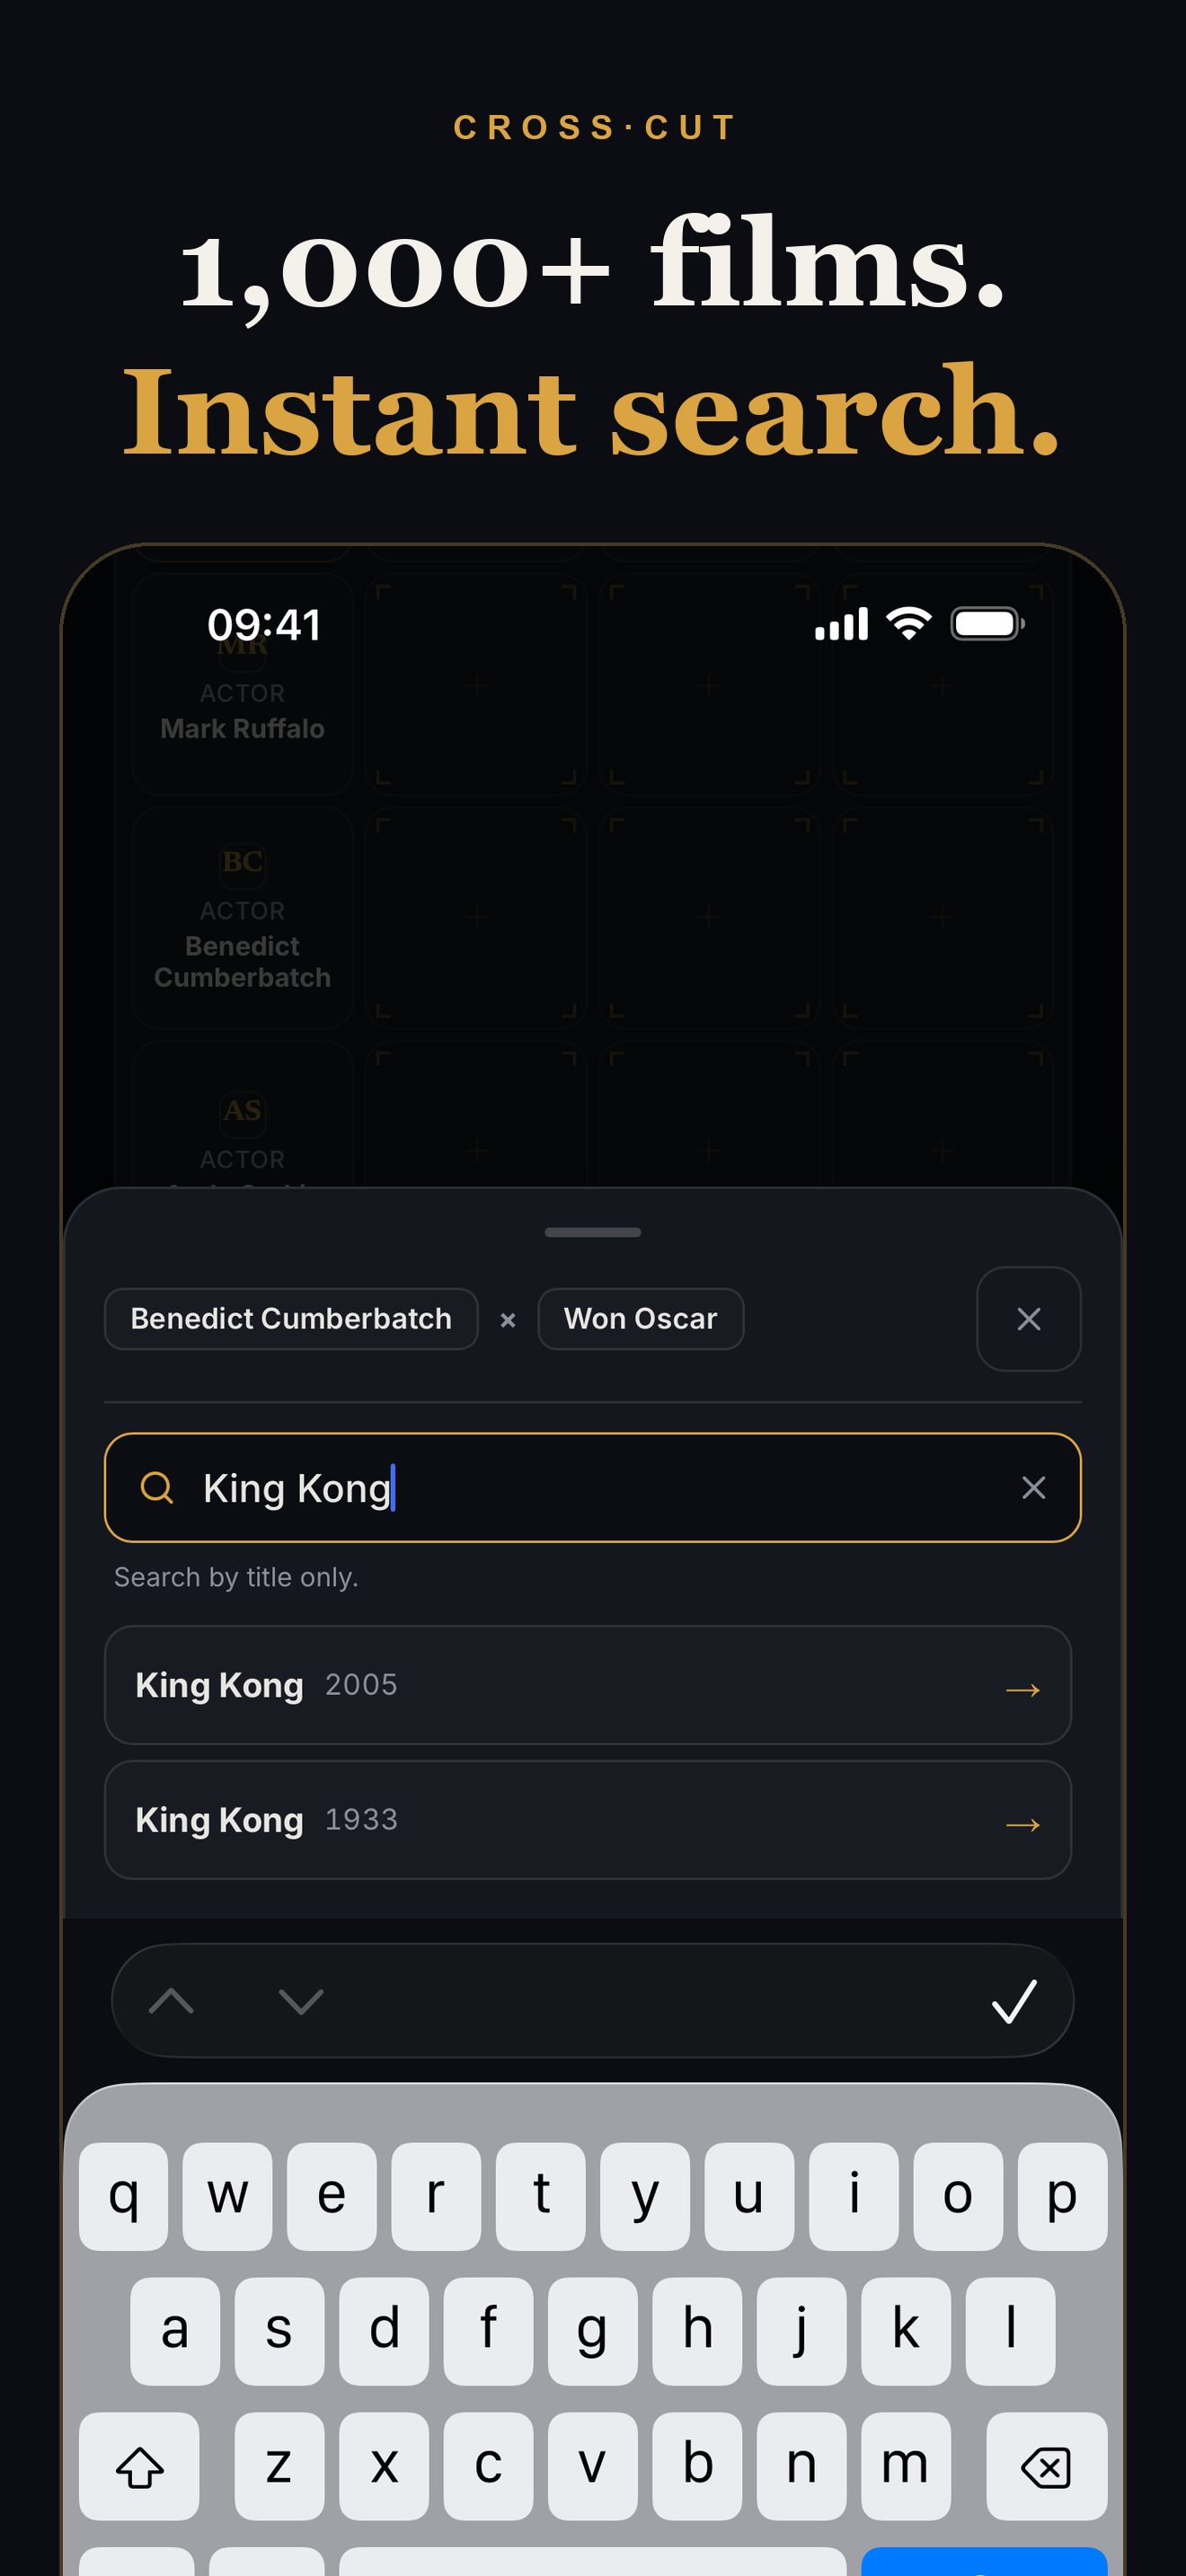 CROSS·CUT
1,000+ films.
Instant search.
09:41
MR
ACTOR
Mark Ruffalo
BC
ACTOR
Benedict
Cumberbatch
AS
ACTOR
Benedict Cumberbatch × Won Oscar
King Kong
Search by title only.
King Kong 2005 →
King Kong 1933 →
q w e r t y u i o p
a s d f g h j k l
z x c v b n m